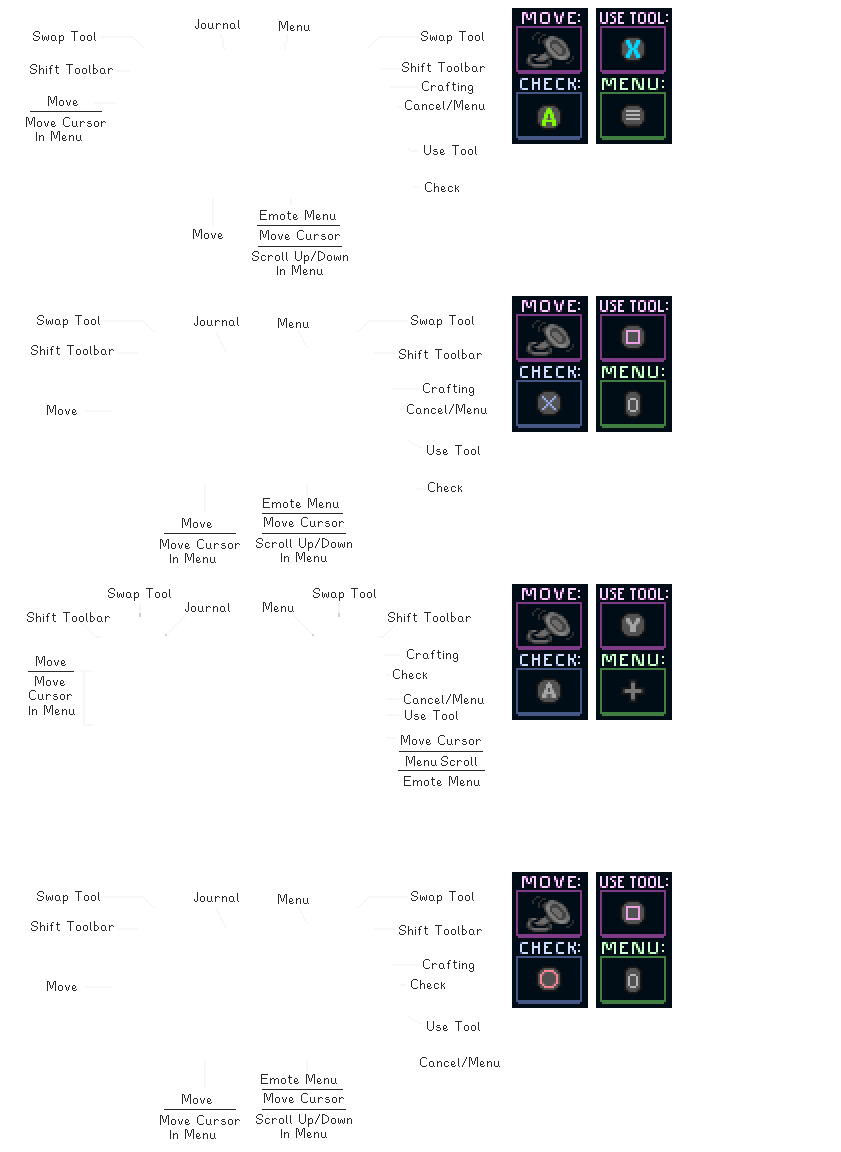 Journal
Menu
Swap Tool
Swap Tool
Shift Toolbar
Shift Toolbar
Crafting
Move
Cancel/Menu
Move Cursor
In Menu
Use Tool
Check
Emote Menu
Move
Move Cursor
Scroll Up/Down
In Menu
MOVE:
USE TOOL:
X
CHECK:
MENU:
A
Swap Tool
Journal
Menu
Swap Tool
Shift Toolbar
Shift Toolbar
Crafting
Move
Cancel/Menu
Use Tool
Check
Emote Menu
Move
Move Cursor
Move Cursor
In Menu
Scroll Up/Down
In Menu
MOVE:
USE TOOL:
CHECK:
MENU:
Swap Tool
Swap Tool
Journal
Menu
Shift Toolbar
Shift Toolbar
Crafting
Move
Check
Move
Cursor
In Menu
Cancel/Menu
Use Tool
Move Cursor
Menu Scroll
Emote Menu
MOVE:
USE TOOL:
Y
CHECK:
MENU:
A
Swap Tool
Journal
Menu
Swap Tool
Shift Toolbar
Shift Toolbar
Crafting
Move
Check
Use Tool
Cancel/Menu
Emote Menu
Move
Move Cursor
Move Cursor
In Menu
Scroll Up/Down
In Menu
MOVE:
USE TOOL:
CHECK:
MENU: